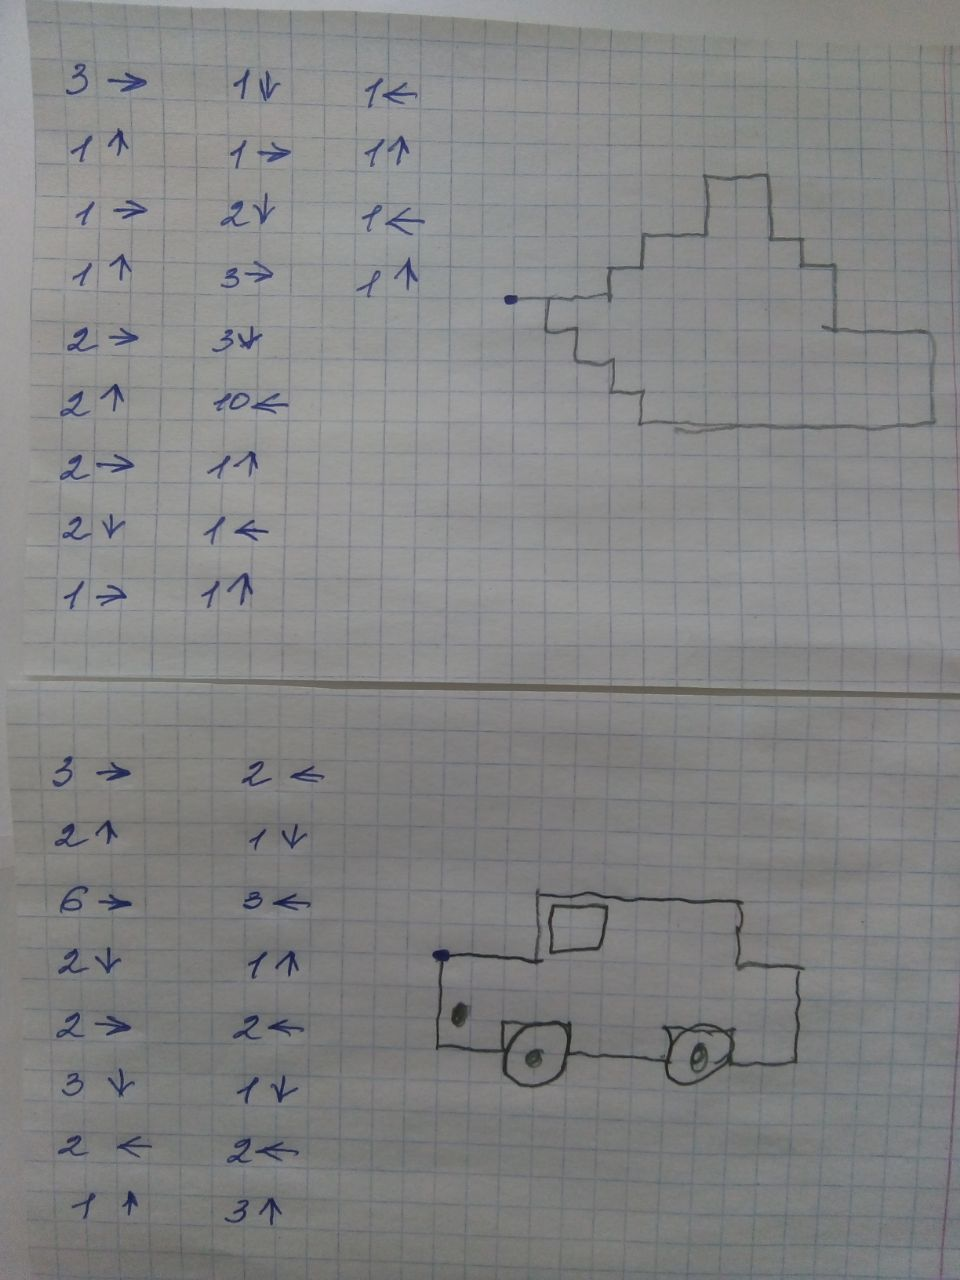 3 → 1 ↓ 1 ←
1 ↑ 1 → 1 ↑
1 → 2 ↓ 1 ←
1 ↑ 3 → 1 ↑
2 → 3 ↓
2 ↑ 10 ←
2 → 1 ↑
2 ↓ 1 ←
1 → 1 ↑
3 → 2 ←
2 ↑ 1 ↓
6 → 3 ←
2 ↓ 1 ↑
2 → 2 ←
3 ↓ 1 ↓
2 ← 2 ←
1 ↑ 3 ↑